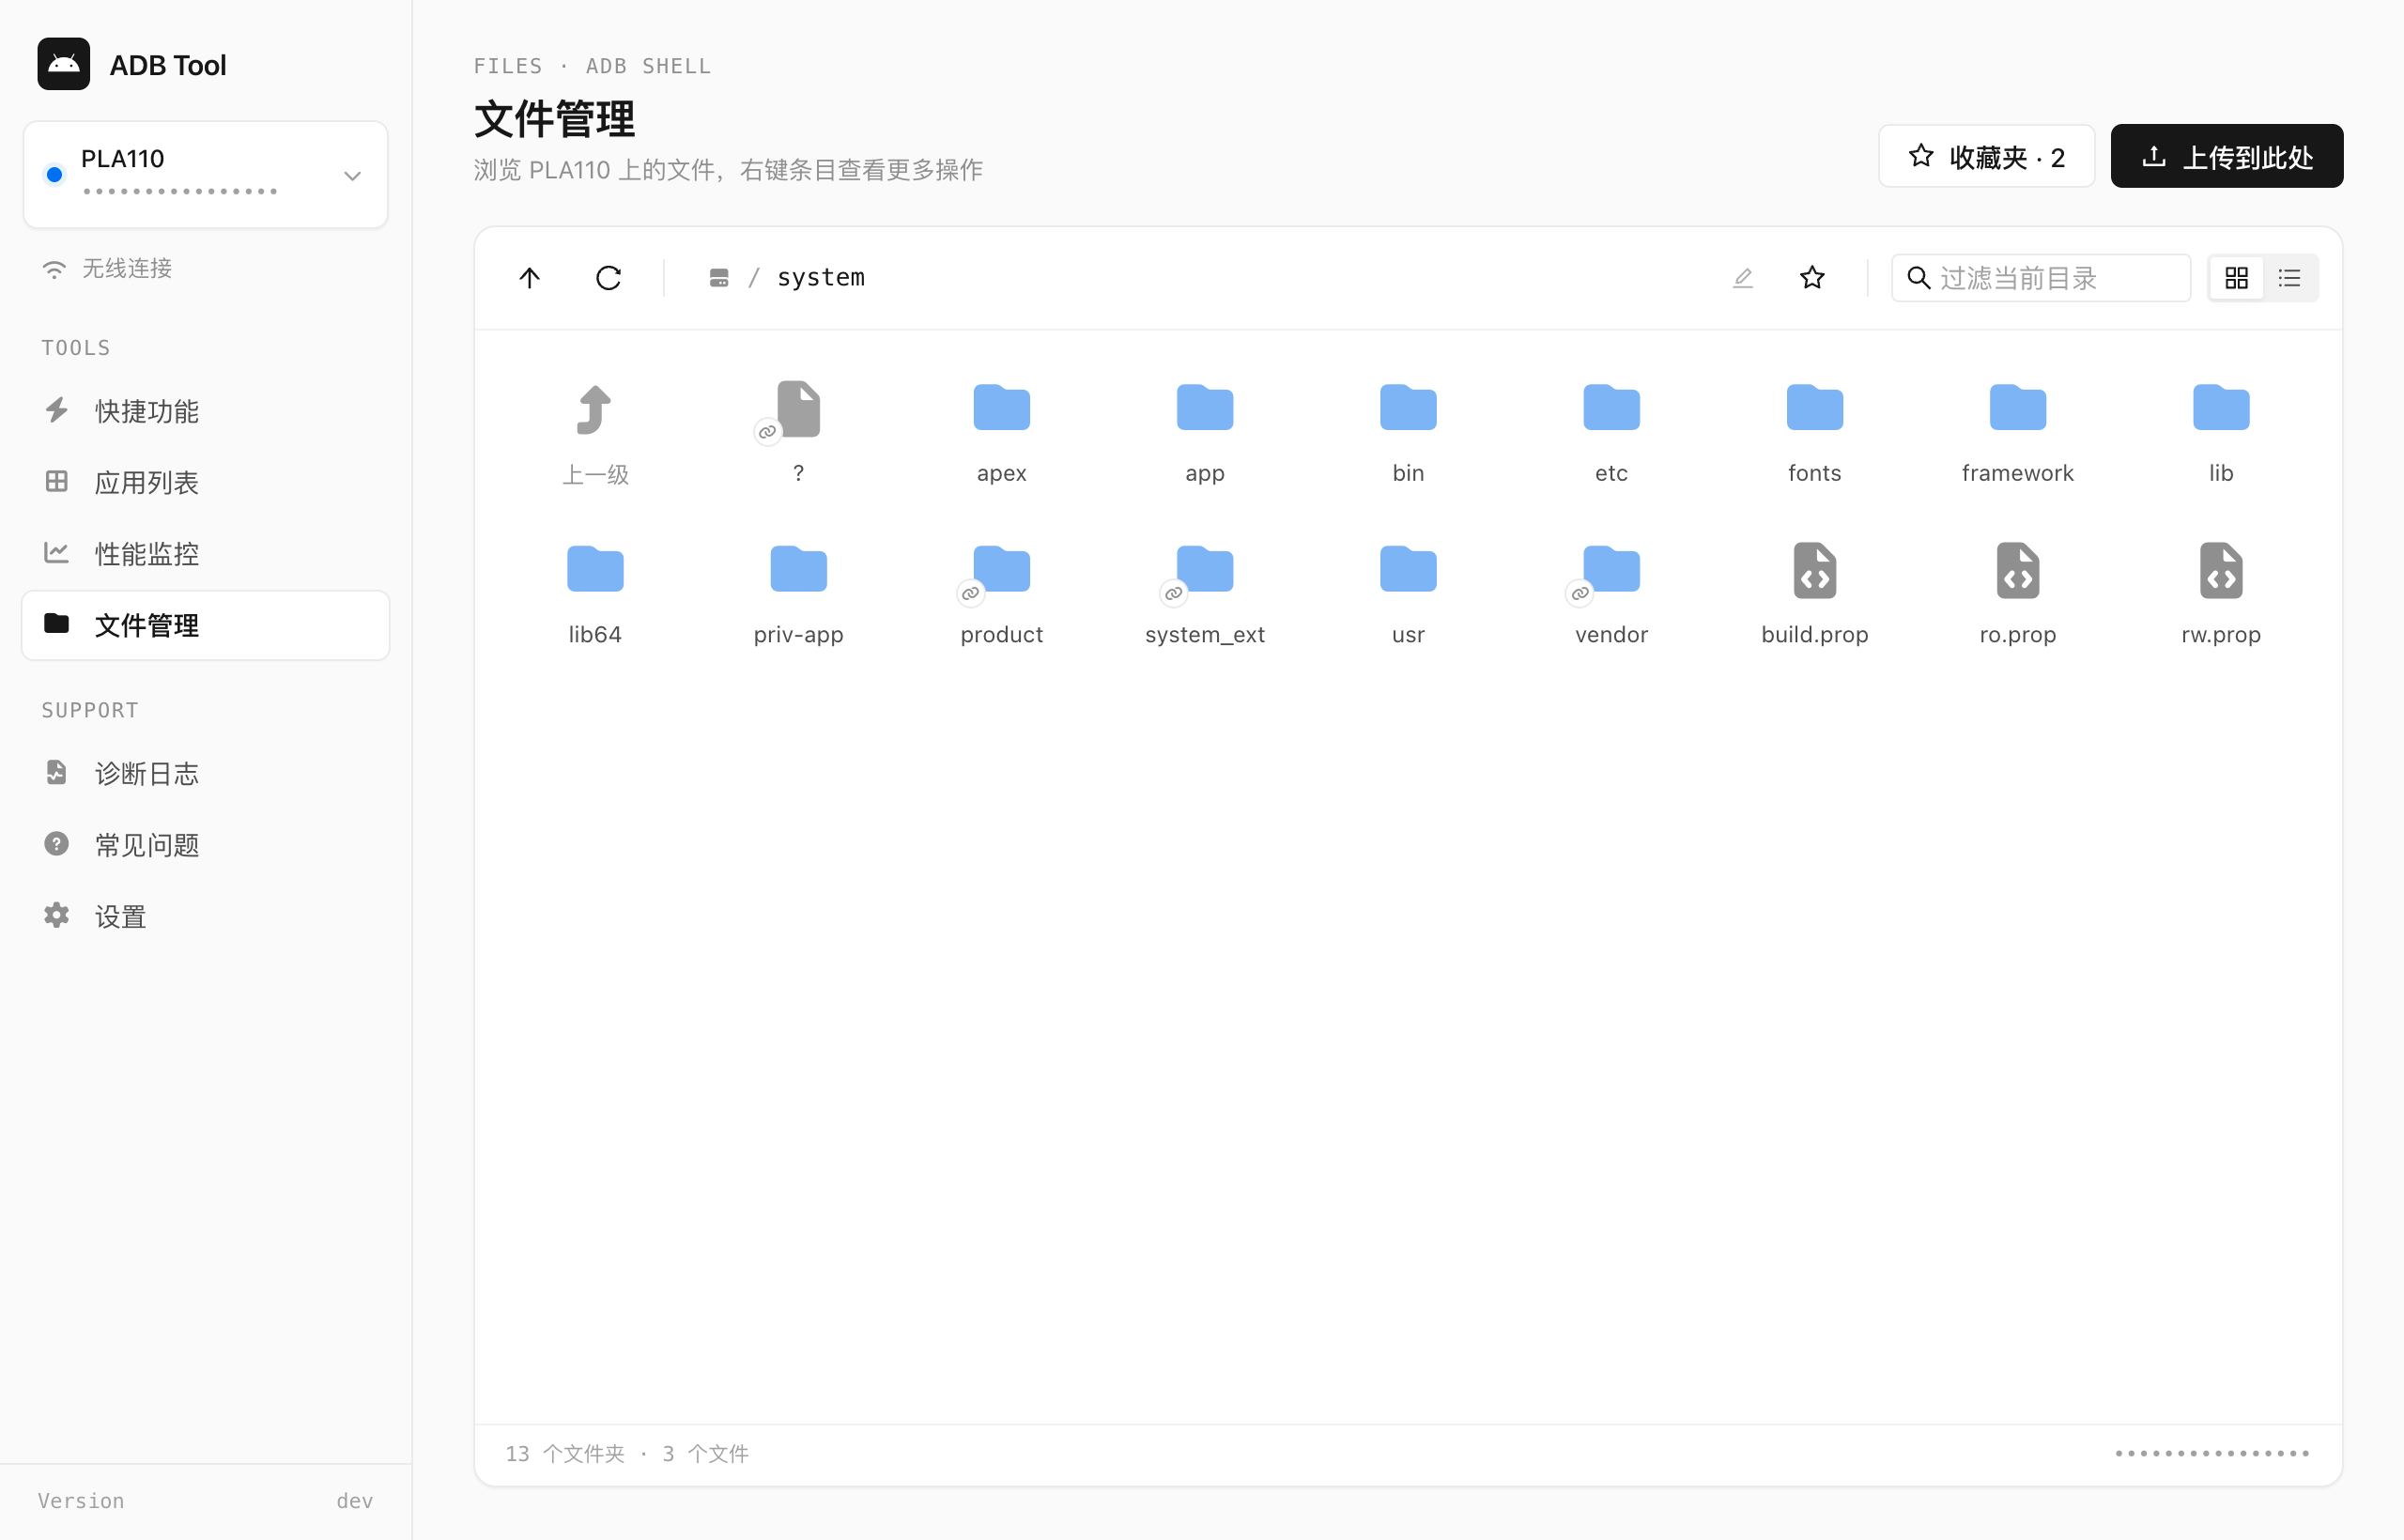 ADB Tool
PLA110
•••••••••••••••
无线连接
TOOLS
快捷功能
应用列表
性能监控
文件管理
SUPPORT
诊断日志
常见问题
设置
Version dev
FILES · ADB SHELL
文件管理
浏览 PLA110 上的文件，右键条目查看更多操作
收藏夹 · 2
上传到此处
/ system
过滤当前目录
上一级 ? apex app bin etc fonts framework lib
lib64 priv-app product system_ext usr vendor build.prop ro.prop rw.prop
13 个文件夹 · 3 个文件 ••••••••••••••••